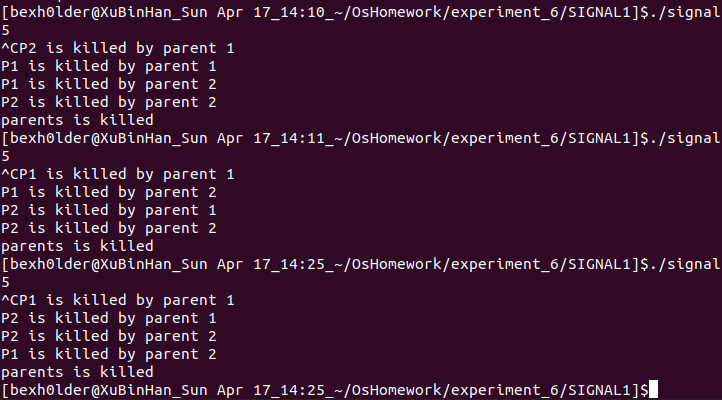 [bexh0lder@XuBinHan_Sun Apr 17_14:10_~/OsHomework/experiment_6/SIGNAL1]$./signal
5
^CP2 is killed by parent 1
P1 is killed by parent 1
P1 is killed by parent 2
P2 is killed by parent 2
parents is killed
[bexh0lder@XuBinHan_Sun Apr 17_14:11_~/OsHomework/experiment_6/SIGNAL1]$./signal
5
^CP1 is killed by parent 1
P1 is killed by parent 2
P2 is killed by parent 1
P2 is killed by parent 2
parents is killed
[bexh0lder@XuBinHan_Sun Apr 17_14:25_~/OsHomework/experiment_6/SIGNAL1]$./signal
5
^CP1 is killed by parent 1
P2 is killed by parent 1
P2 is killed by parent 2
P1 is killed by parent 2
parents is killed
[bexh0lder@XuBinHan_Sun Apr 17_14:25_~/OsHomework/experiment_6/SIGNAL1]$